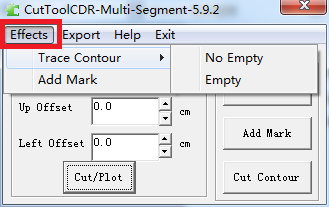 CutToolCDR-Multi-Segment-5.9.2
Effects Export Help Exit
Trace Contour No Empty
Add Mark Empty
Up Offset 0.0 cm
Add Mark
Left Offset 0.0 cm
Cut/Plot Cut Contour